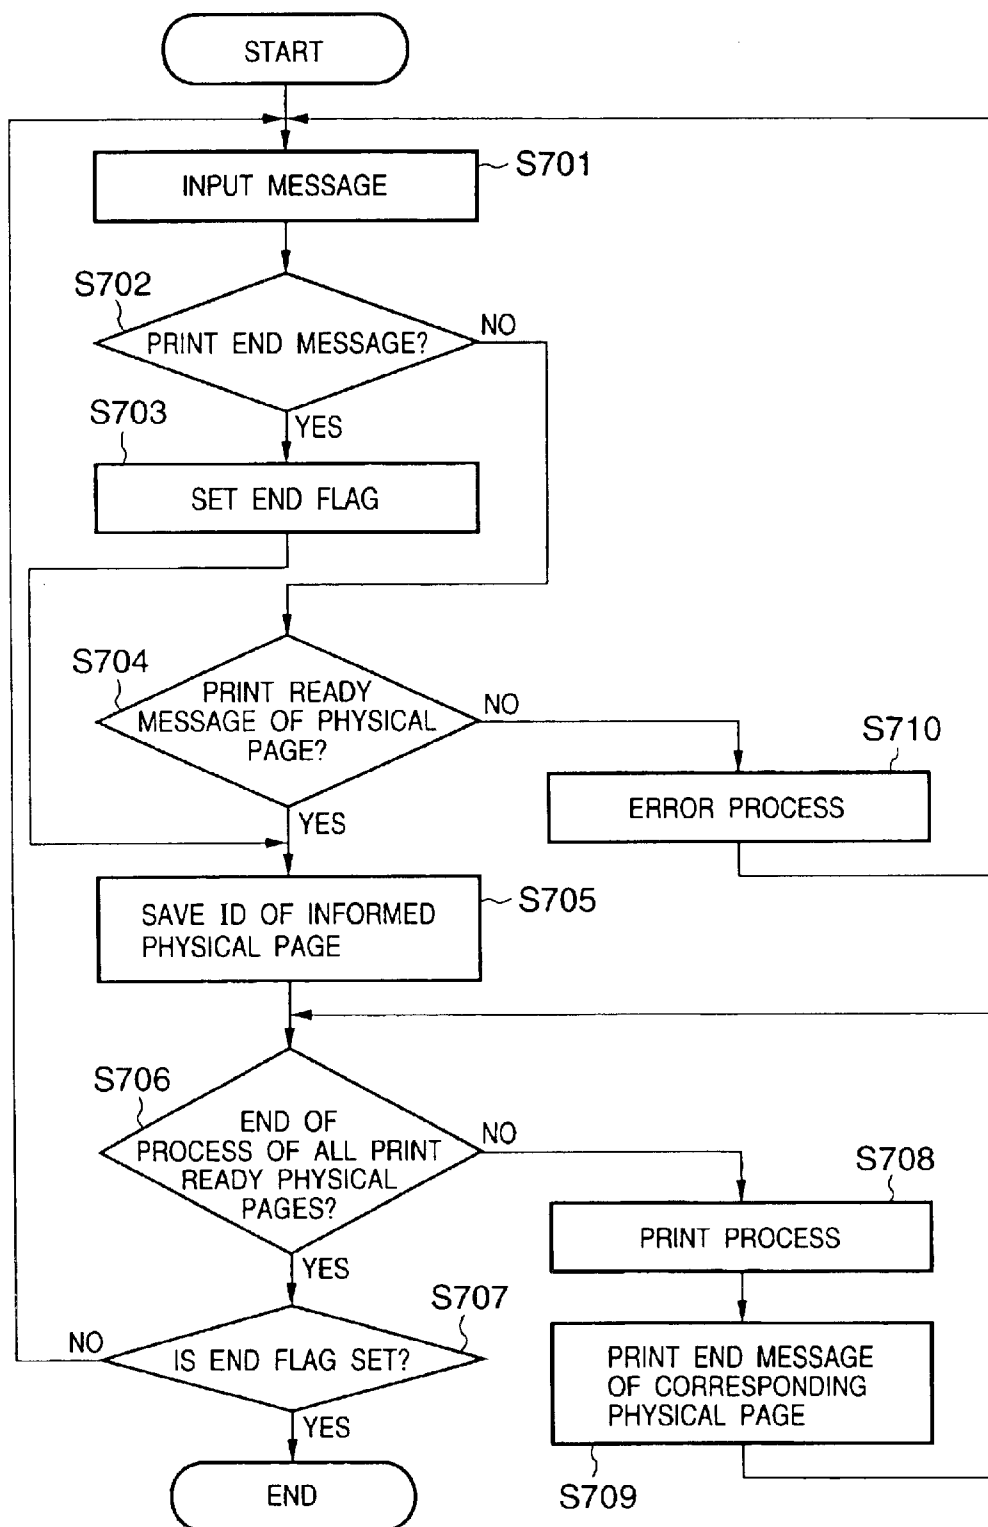 START
S701
INPUT MESSAGE
S702
PRINT END MESSAGE?
NO
S703
YES
SET END FLAG
S704
PRINT READY
MESSAGE OF PHYSICAL
PAGE?
NO
S710
YES
ERROR PROCESS
S705
SAVE ID OF INFORMED
PHYSICAL PAGE
S706
END OF
PROCESS OF ALL PRINT
READY PHYSICAL
PAGES?
NO
S708
PRINT PROCESS
YES
S707
NO
IS END FLAG SET?
PRINT END MESSAGE
OF CORRESPONDING
PHYSICAL PAGE
YES
S709
END